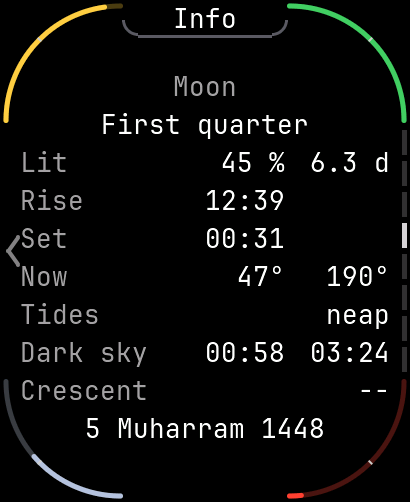 Info
Moon
First quarter
Lit 45 % 6.3 d
Rise 12:39
Set 00:31
Now 47° 190°
Tides neap
Dark sky 00:58 03:24
Crescent --
5 Muharram 1448